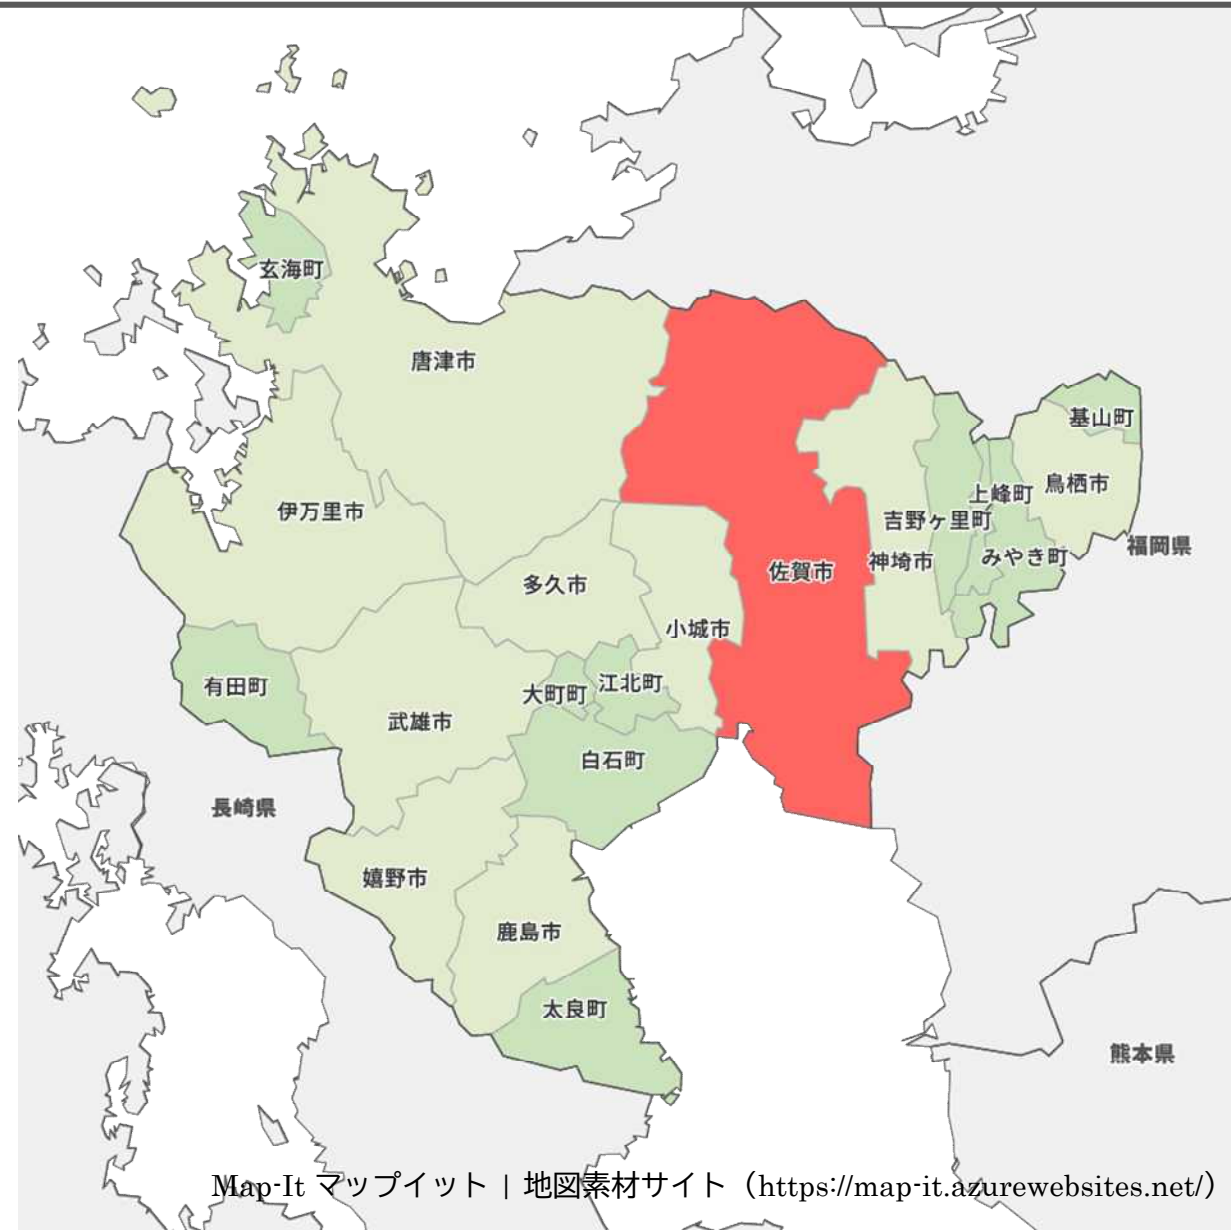 玄海町
唐津市
基山町
鳥栖市
上峰町
伊万里市
吉野ヶ里町
福岡県
みやき町
神埼市
佐賀市
多久市
小城市
江北町
有田町
大町町
武雄市
白石町
長崎県
嬉野市
鹿島市
太良町
熊本県
Map-It マップイット | 地図素材サイト（https://map-it.azurewebsites.net/）